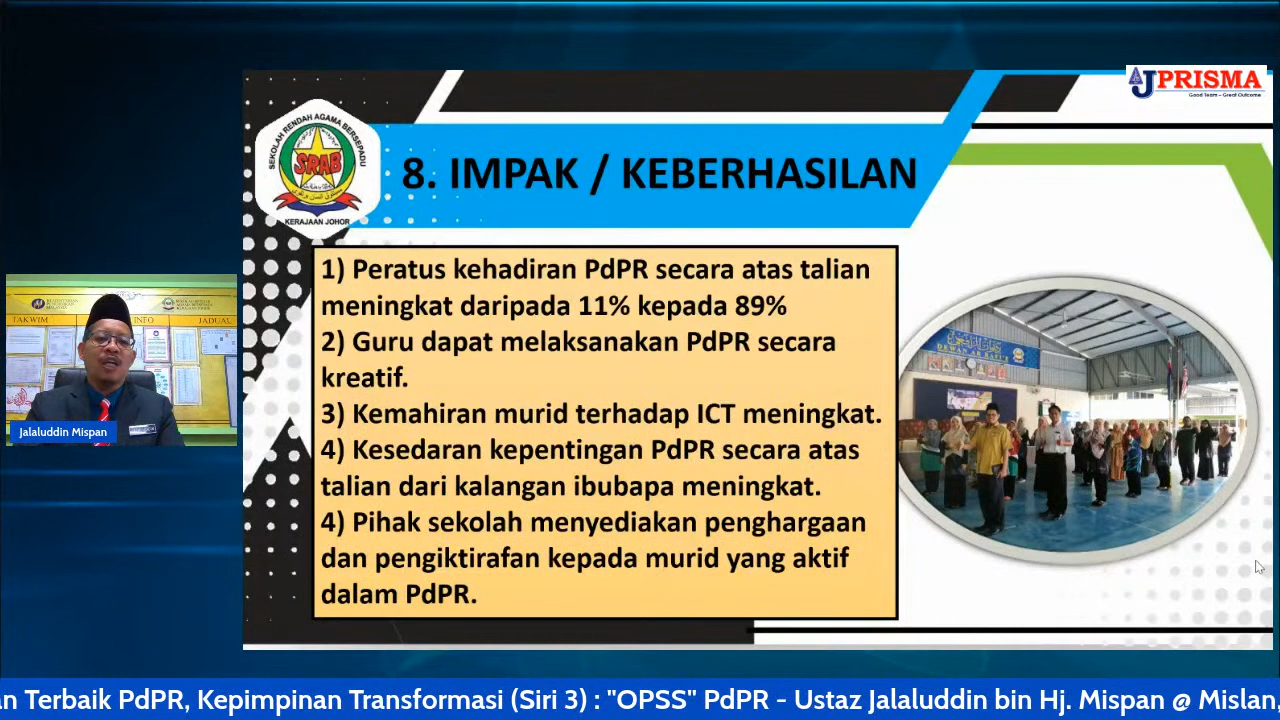 PRISMA
Good Team - Great Outcome
SEKOLAH RENDAH AGAMA BERSEPADU
SRAB
KERAJAAN JOHOR
8. IMPAK / KEBERHASILAN
1) Peratus kehadiran PdPR secara atas talian
meningkat daripada 11% kepada 89%
2) Guru dapat melaksanakan PdPR secara
kreatif.
3) Kemahiran murid terhadap ICT meningkat.
4) Kesedaran kepentingan PdPR secara atas
talian dari kalangan ibubapa meningkat.
4) Pihak sekolah menyediakan penghargaan
dan pengiktirafan kepada murid yang aktif
dalam PdPR.
TAKWIM
INFO
JADUAL
Jalaluddin Mispan
n Terbaik PdPR, Kepimpinan Transformasi (Siri 3) : "OPSS" PdPR - Ustaz Jalaluddin bin Hj. Mispan @ Mislan,